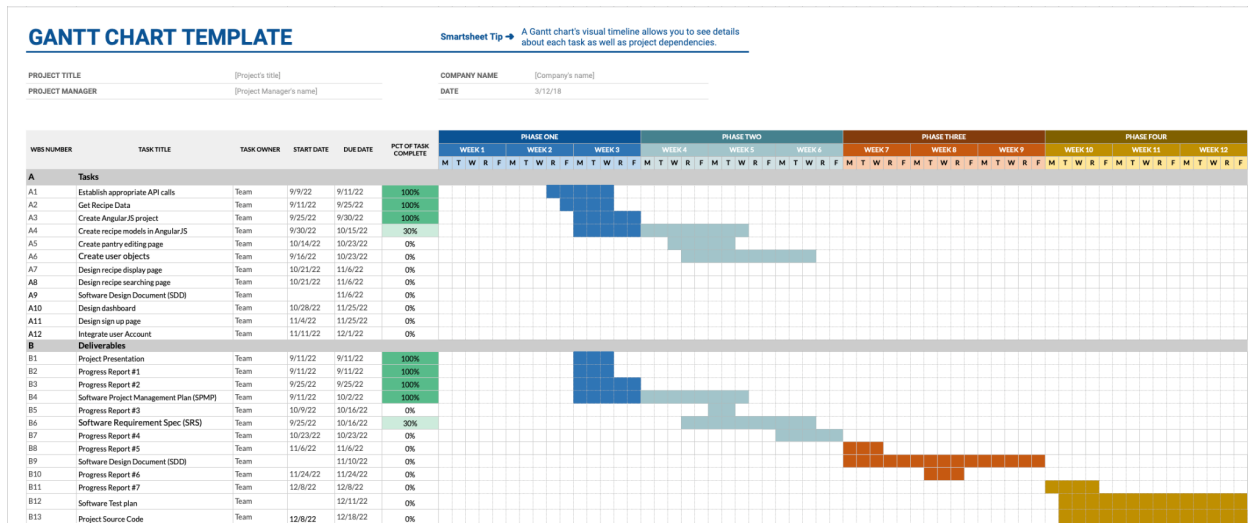 GANTT CHART TEMPLATE
Smartsheet Tip ➜ A Gantt chart's visual timeline allows you to see details
about each task as well as project dependencies.
PROJECT TITLE [Project's title] COMPANY NAME [Company's name]
PROJECT MANAGER [Project Manager's name] DATE 3/12/18
PHASE ONE PHASE TWO PHASE THREE PHASE FOUR
WBS NUMBER TASK TITLE TASK OWNER START DATE DUE DATE PCT OF TASK COMPLETE WEEK 1 WEEK 2 WEEK 3 WEEK 4 WEEK 5 WEEK 6 WEEK 7 WEEK 8 WEEK 9 WEEK 10 WEEK 11 WEEK 12
M T W R F M T W R F M T W R F M T W R F M T W R F M T W R F M T W R F M T W R F M T W R F M T W R F M T W R F M T W R F
A Tasks
A1 Establish appropriate API calls Team 9/9/22 9/11/22 100%
A2 Get Recipe Data Team 9/11/22 9/25/22 100%
A3 Create AngularJS project Team 9/25/22 9/30/22 100%
A4 Create recipe models in AngularJS Team 9/30/22 10/15/22 30%
A5 Create pantry editing page Team 10/14/22 10/23/22 0%
A6 Create user objects Team 9/16/22 10/23/22 0%
A7 Design recipe display page Team 10/21/22 11/6/22 0%
A8 Design recipe searching page Team 10/21/22 11/6/22 0%
A9 Software Design Document (SDD) Team 11/6/22 0%
A10 Design dashboard Team 10/28/22 11/25/22 0%
A11 Design sign up page Team 11/4/22 11/25/22 0%
A12 Integrate user Account Team 11/11/22 12/1/22 0%
B Deliverables
B1 Project Presentation Team 9/11/22 9/11/22 100%
B2 Progress Report #1 Team 9/11/22 9/11/22 100%
B3 Progress Report #2 Team 9/25/22 9/25/22 100%
B4 Software Project Management Plan (SPMP) Team 9/11/22 10/2/22 100%
B5 Progress Report #3 Team 10/9/22 10/16/22 0%
B6 Software Requirement Spec (SRS) Team 9/25/22 10/16/22 30%
B7 Progress Report #4 Team 10/23/22 10/23/22 0%
B8 Progress Report #5 Team 11/6/22 11/6/22 0%
B9 Software Design Document (SDD) Team 11/10/22 0%
B10 Progress Report #6 Team 11/24/22 11/24/22 0%
B11 Progress Report #7 Team 12/8/22 12/8/22 0%
B12 Software Test plan Team 12/11/22 0%
B13 Project Source Code Team 12/8/22 12/18/22 0%